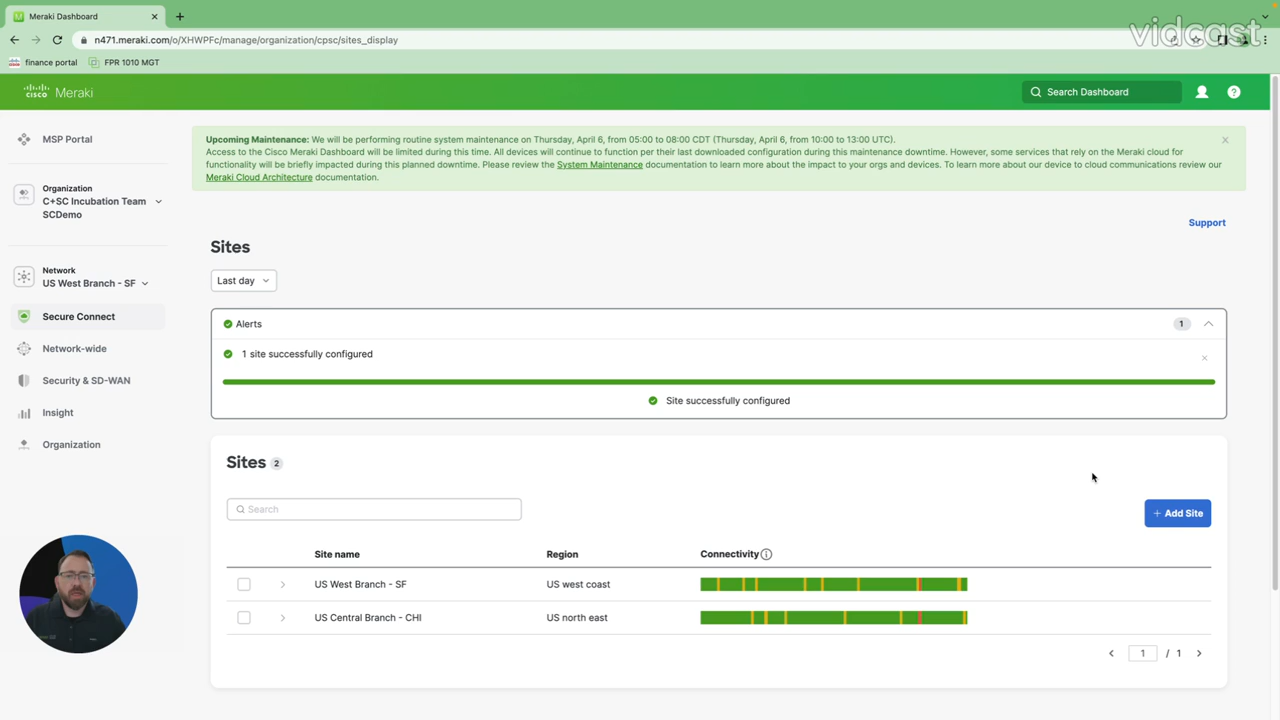 Meraki Dashboard
vidcast
n471.meraki.com/o/XHWPFc/manage/organization/cpsc/sites_display
finance portal
FPR 1010 MGT
CISCO Meraki
Search Dashboard
MSP Portal
Upcoming Maintenance: We will be performing routine system maintenance on Thursday, April 6, from 05:00 to 08:00 CDT (Thursday, April 6, from 10:00 to 13:00 UTC).
Access to the Cisco Meraki Dashboard will be limited during this time. All devices will continue to function per their last downloaded configuration during this maintenance downtime. However, some services that rely on the Meraki cloud for
functionality will be briefly impacted during this planned downtime. Please review the System Maintenance documentation to learn more about the impact to your orgs and devices. To learn more about our device to cloud communications review our
Meraki Cloud Architecture documentation.
Organization
C+SC Incubation Team
SCDemo
Support
Sites
Network
US West Branch - SF
Last day
Secure Connect
Network-wide
Security & SD-WAN
Insight
Organization
Alerts
1
1 site successfully configured
Site successfully configured
Sites 2
Search
+ Add Site
Site name Region Connectivity
US West Branch - SF US west coast
US Central Branch - CHI US north east
1 / 1